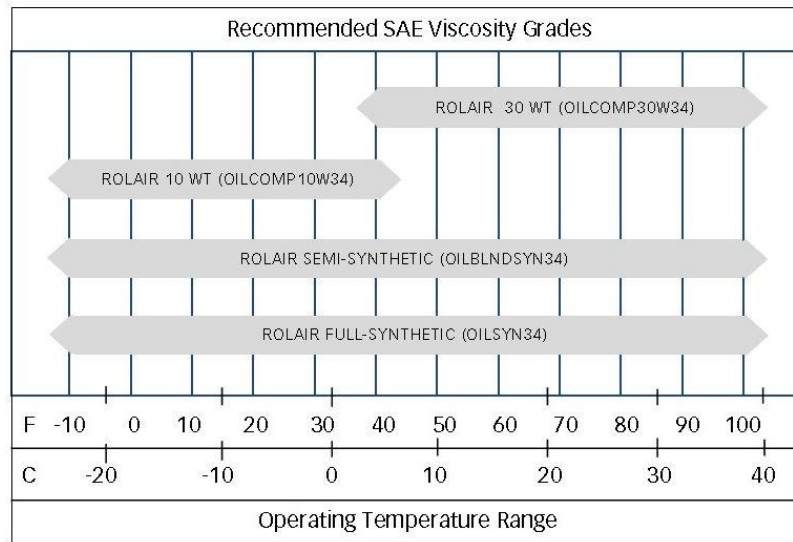 Recommended SAE Viscosity Grades
ROLAIR 30 WT (OILCOMP30W34)
ROLAIR 10 WT (OILCOMP10W34)
ROLAIR SEMI-SYNTHETIC (OILBLNDSYN34)
ROLAIR FULL-SYNTHETIC (OILSYN34)
F -10 0 10 20 30 40 50 60 70 80 90 100
C -20 -10 0 10 20 30 40
Operating Temperature Range